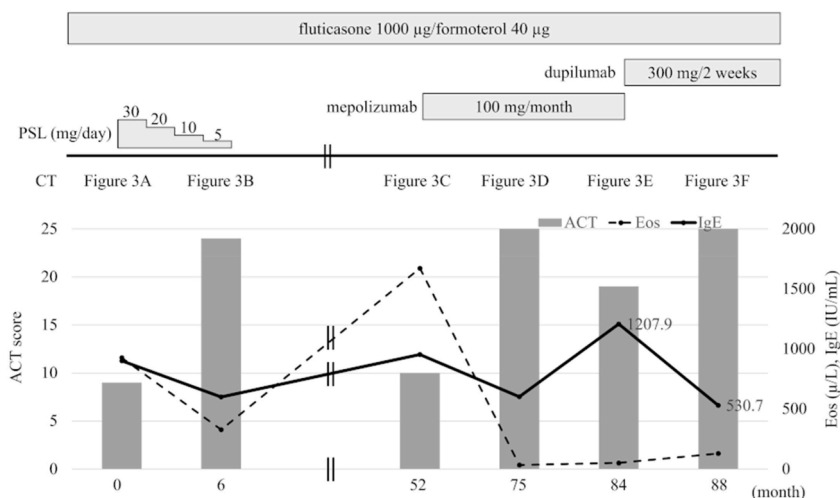 fluticasone 1000 µg/formoterol 40 µg
dupilumab 300 mg/2 weeks
mepolizumab 100 mg/month
PSL (mg/day) 30 20 10 5
CT Figure 3A Figure 3B Figure 3C Figure 3D Figure 3E Figure 3F
ACT Eos IgE
ACT score
25
20
15
10
5
0
2000
1500
1000
500
0
Eos (µ/L), IgE (IU/mL)
1207.9
530.7
0 6 52 75 84 88 (month)